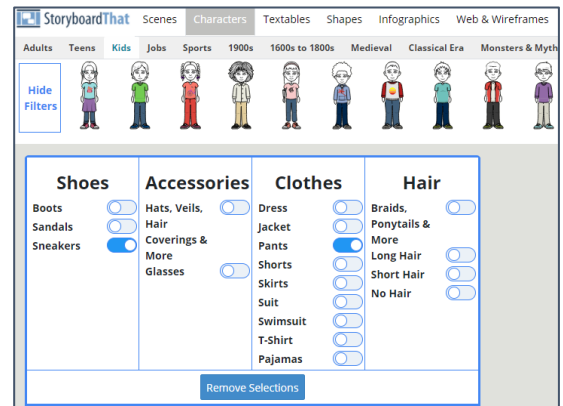 StoryboardThat Scenes Characters Textables Shapes Infographics Web & Wireframes
Adults Teens Kids Jobs Sports 1900s 1600s to 1800s Medieval Classical Era Monsters & Myth
Hide
Filters
Shoes
Boots
Sandals
Sneakers
Accessories
Hats, Veils,
Hair
Coverings &
More
Glasses
Clothes
Dress
Jacket
Pants
Shorts
Skirts
Suit
Swimsuit
T-Shirt
Pajamas
Hair
Braids,
Ponytails &
More
Long Hair
Short Hair
No Hair
Remove Selections